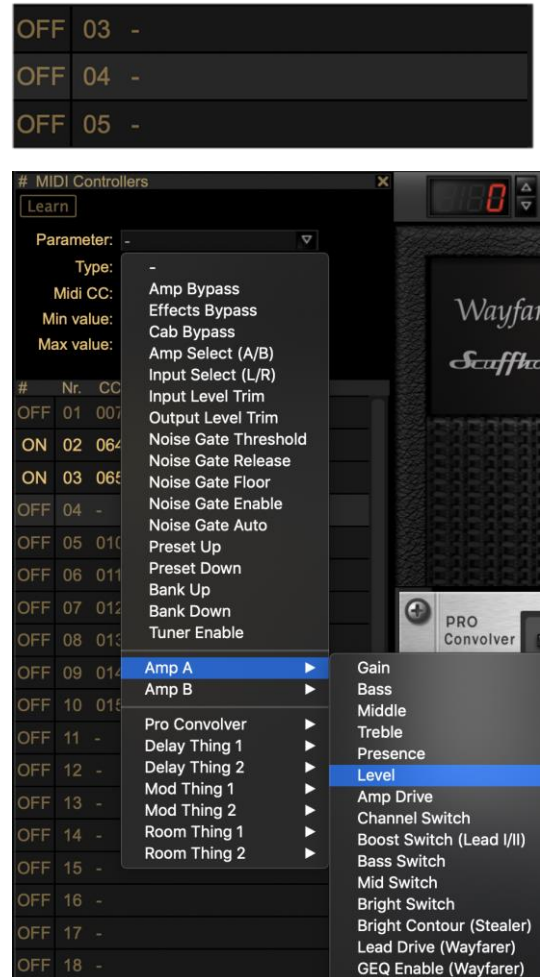 OFF 03 -
OFF 04 -
OFF 05 -
# MIDI Controllers
Learn
Parameter: -
Type:
Midi CC:
Min value:
Max value:
-
Amp Bypass
Effects Bypass
Cab Bypass
Amp Select (A/B)
Input Select (L/R)
Input Level Trim
Output Level Trim
Noise Gate Threshold
Noise Gate Release
Noise Gate Floor
Noise Gate Enable
Noise Gate Auto
Preset Up
Preset Down
Bank Up
Bank Down
Tuner Enable
Amp A
Amp B
Pro Convolver
Delay Thing 1
Delay Thing 2
Mod Thing 1
Mod Thing 2
Room Thing 1
Room Thing 2
# Nr. CC
OFF 01 007
ON 02 064
ON 03 065
OFF 04 -
OFF 05 010
OFF 06 011
OFF 07 012
OFF 08 013
OFF 09 014
OFF 10 015
OFF 11 -
OFF 12 -
OFF 13 -
OFF 14 -
OFF 15 -
OFF 16 -
OFF 17 -
OFF 18 -
Gain
Bass
Middle
Treble
Presence
Level
Amp Drive
Channel Switch
Boost Switch (Lead I/II)
Bass Switch
Mid Switch
Bright Switch
Bright Contour (Stealer)
Lead Drive (Wayfarer)
GEQ Enable (Wayfarer)
0
PRO
Convolver